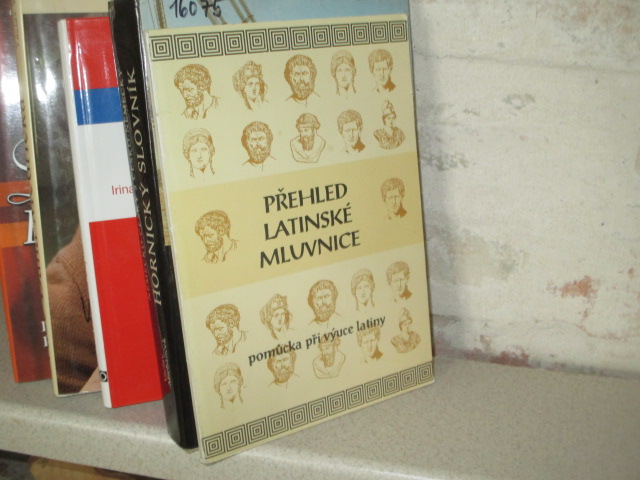 16075
PŘEHLED
LATINSKÉ
MLUVNICE
pomůcka při výuce latiny
HORNICKÝ SLOVNÍK
Irina